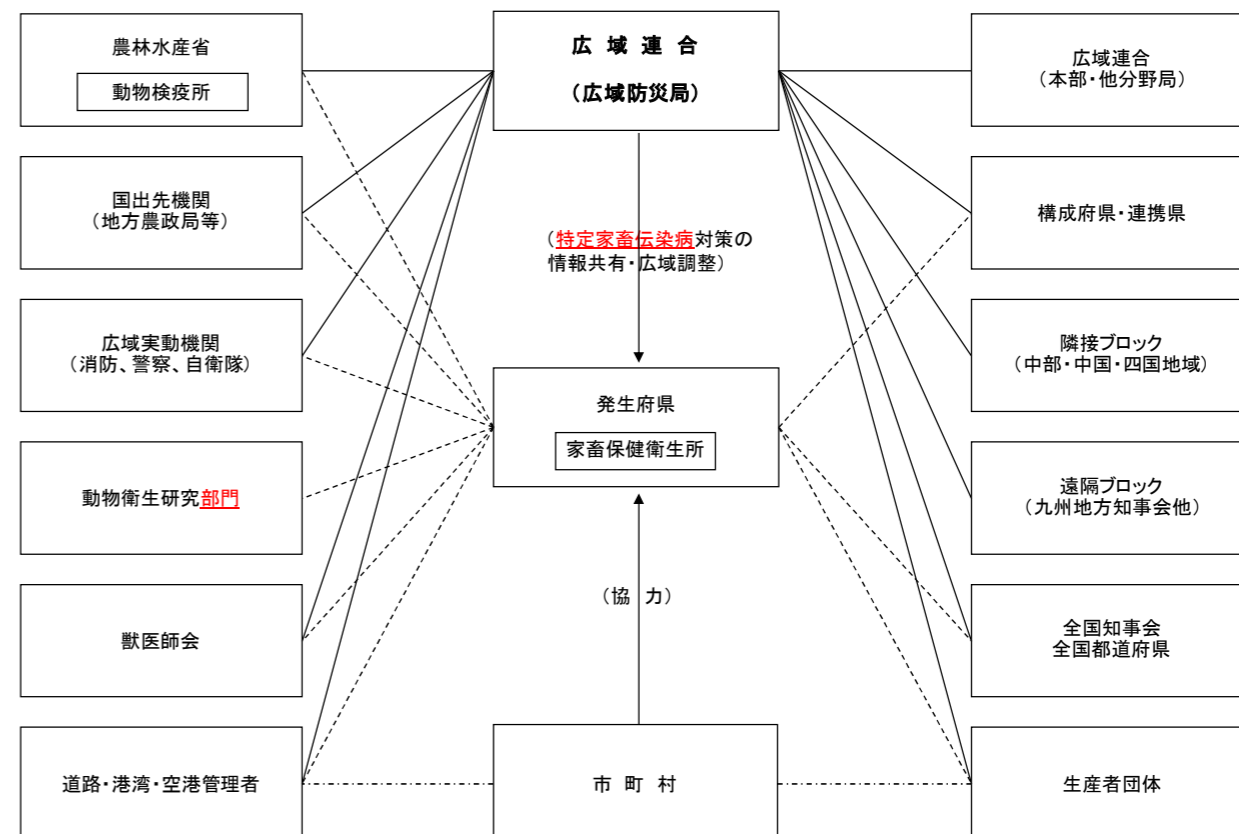 農林水産省
動物検疫所
国出先機関
(地方農政局等)
広域実動機関
(消防、警察、自衛隊)
動物衛生研究部門
獣医師会
道路・港湾・空港管理者
広 域 連 合
(広域防災局)
(特定家畜伝染病対策の
情報共有・広域調整)
発生府県
家畜保健衛生所
(協 力)
市 町 村
広域連合
(本部・他分野局)
構成府県・連携県
隣接ブロック
(中部・中国・四国地域)
遠隔ブロック
(九州地方知事会他)
全国知事会
全国都道府県
生産者団体